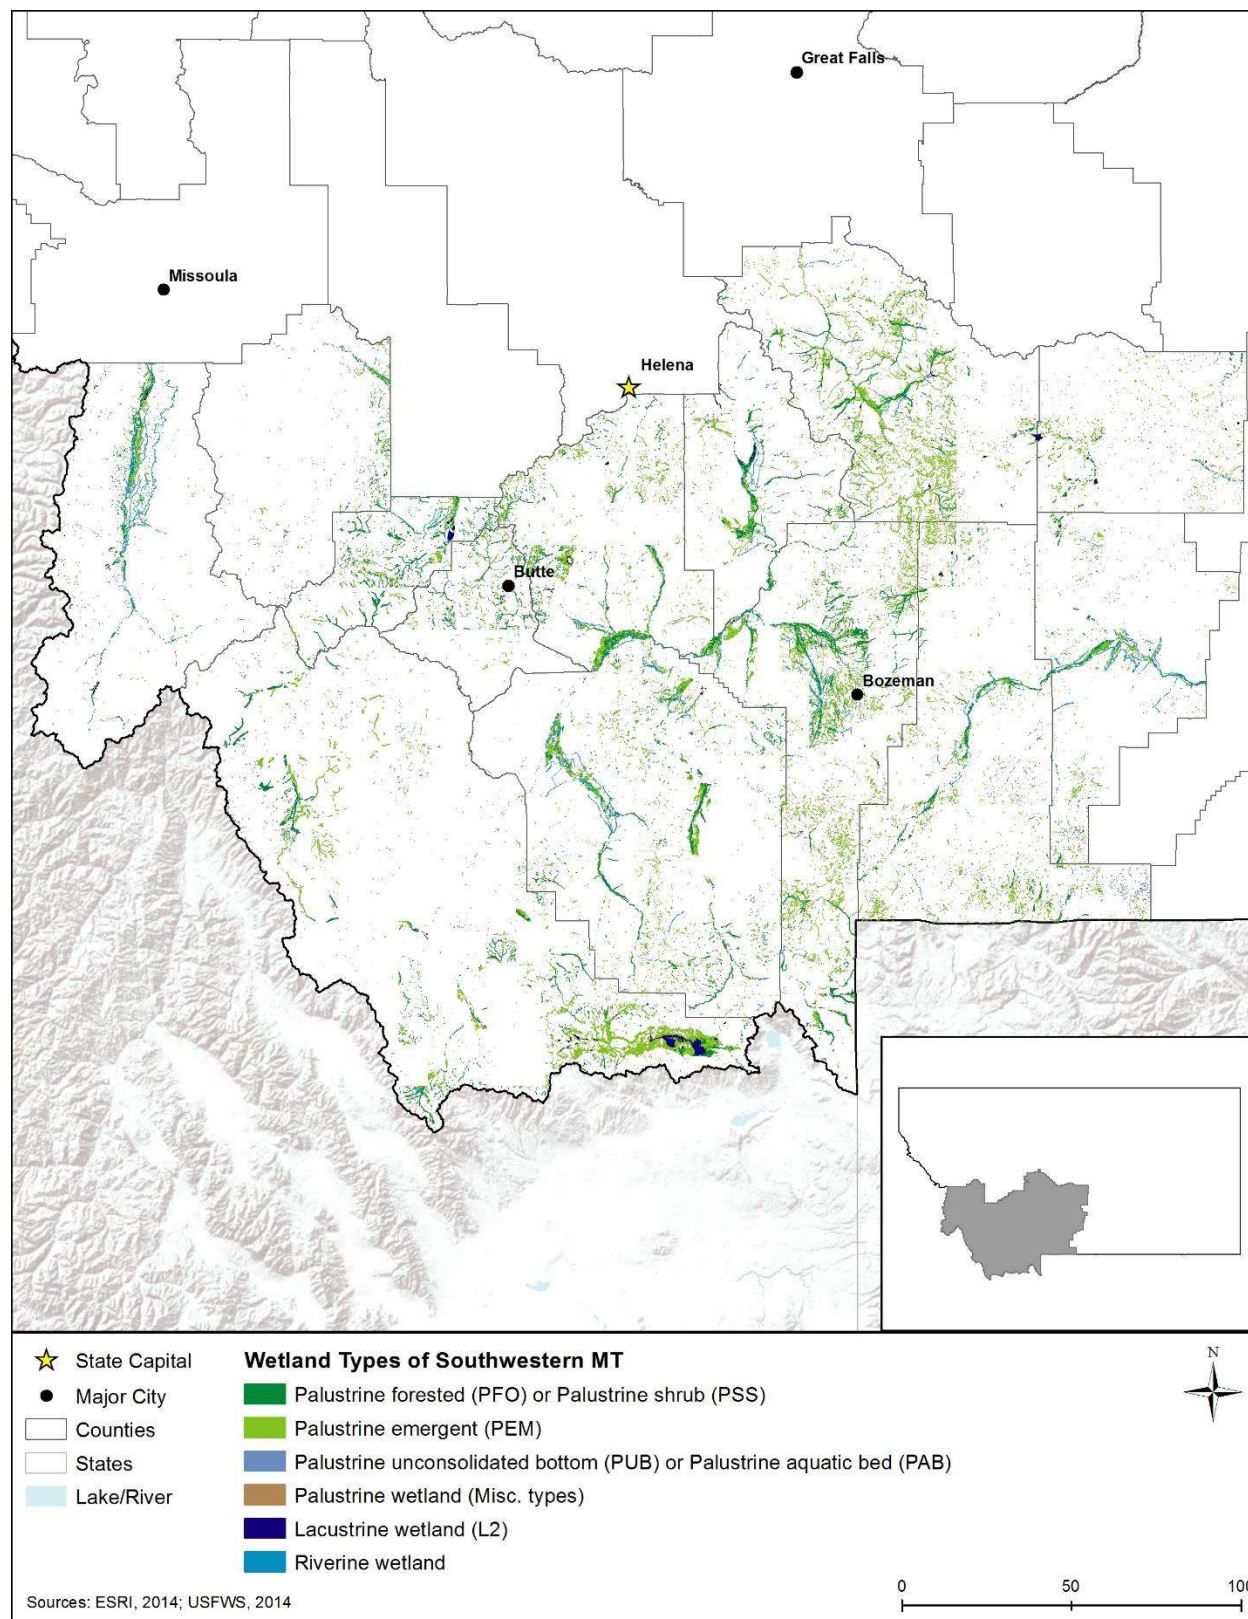 Great Falls
Missoula
Helena
Butte
Bozeman
State Capital
Major City
Counties
States
Lake/River
Wetland Types of Southwestern MT
Palustrine forested (PFO) or Palustrine shrub (PSS)
Palustrine emergent (PEM)
Palustrine unconsolidated bottom (PUB) or Palustrine aquatic bed (PAB)
Palustrine wetland (Misc. types)
Lacustrine wetland (L2)
Riverine wetland
N
0 50 100
Sources: ESRI, 2014; USFWS, 2014